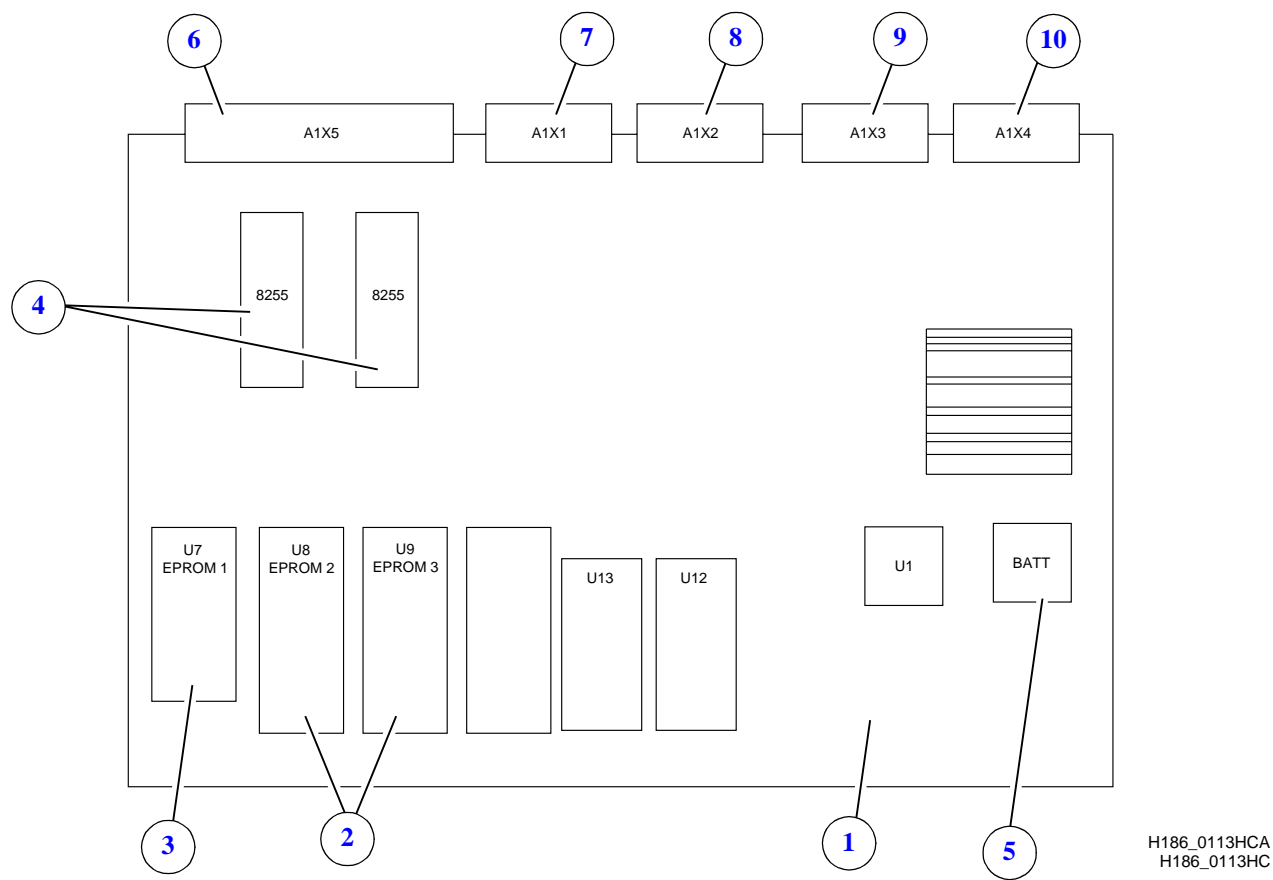 6
7
8
9
10
A1X5
A1X1
A1X2
A1X3
A1X4
8255
8255
4
U7
EPROM 1
U8
EPROM 2
U9
EPROM 3
U13
U12
U1
BATT
3
2
1
5
H186_0113HCA
H186_0113HC